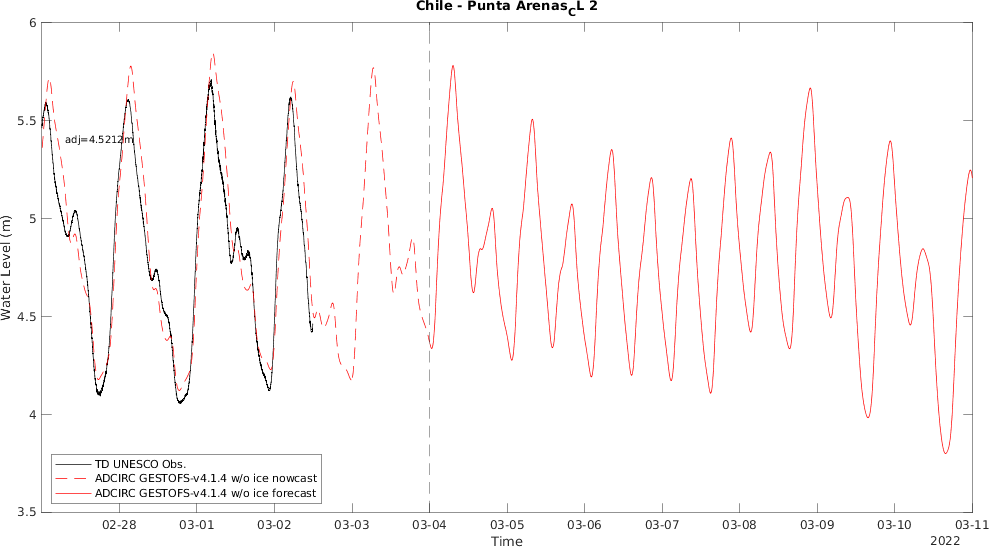 Chile - Punta Arenas_CL 2
6
5.5
5
4.5
4
3.5
Water Level (m)
adj=4.5212m
TD UNESCO Obs.
ADCIRC GESTOFS-v4.1.4 w/o ice nowcast
ADCIRC GESTOFS-v4.1.4 w/o ice forecast
02-28
03-01
03-02
03-03
03-04
03-05
03-06
03-07
03-08
03-09
03-10
03-11
Time
2022